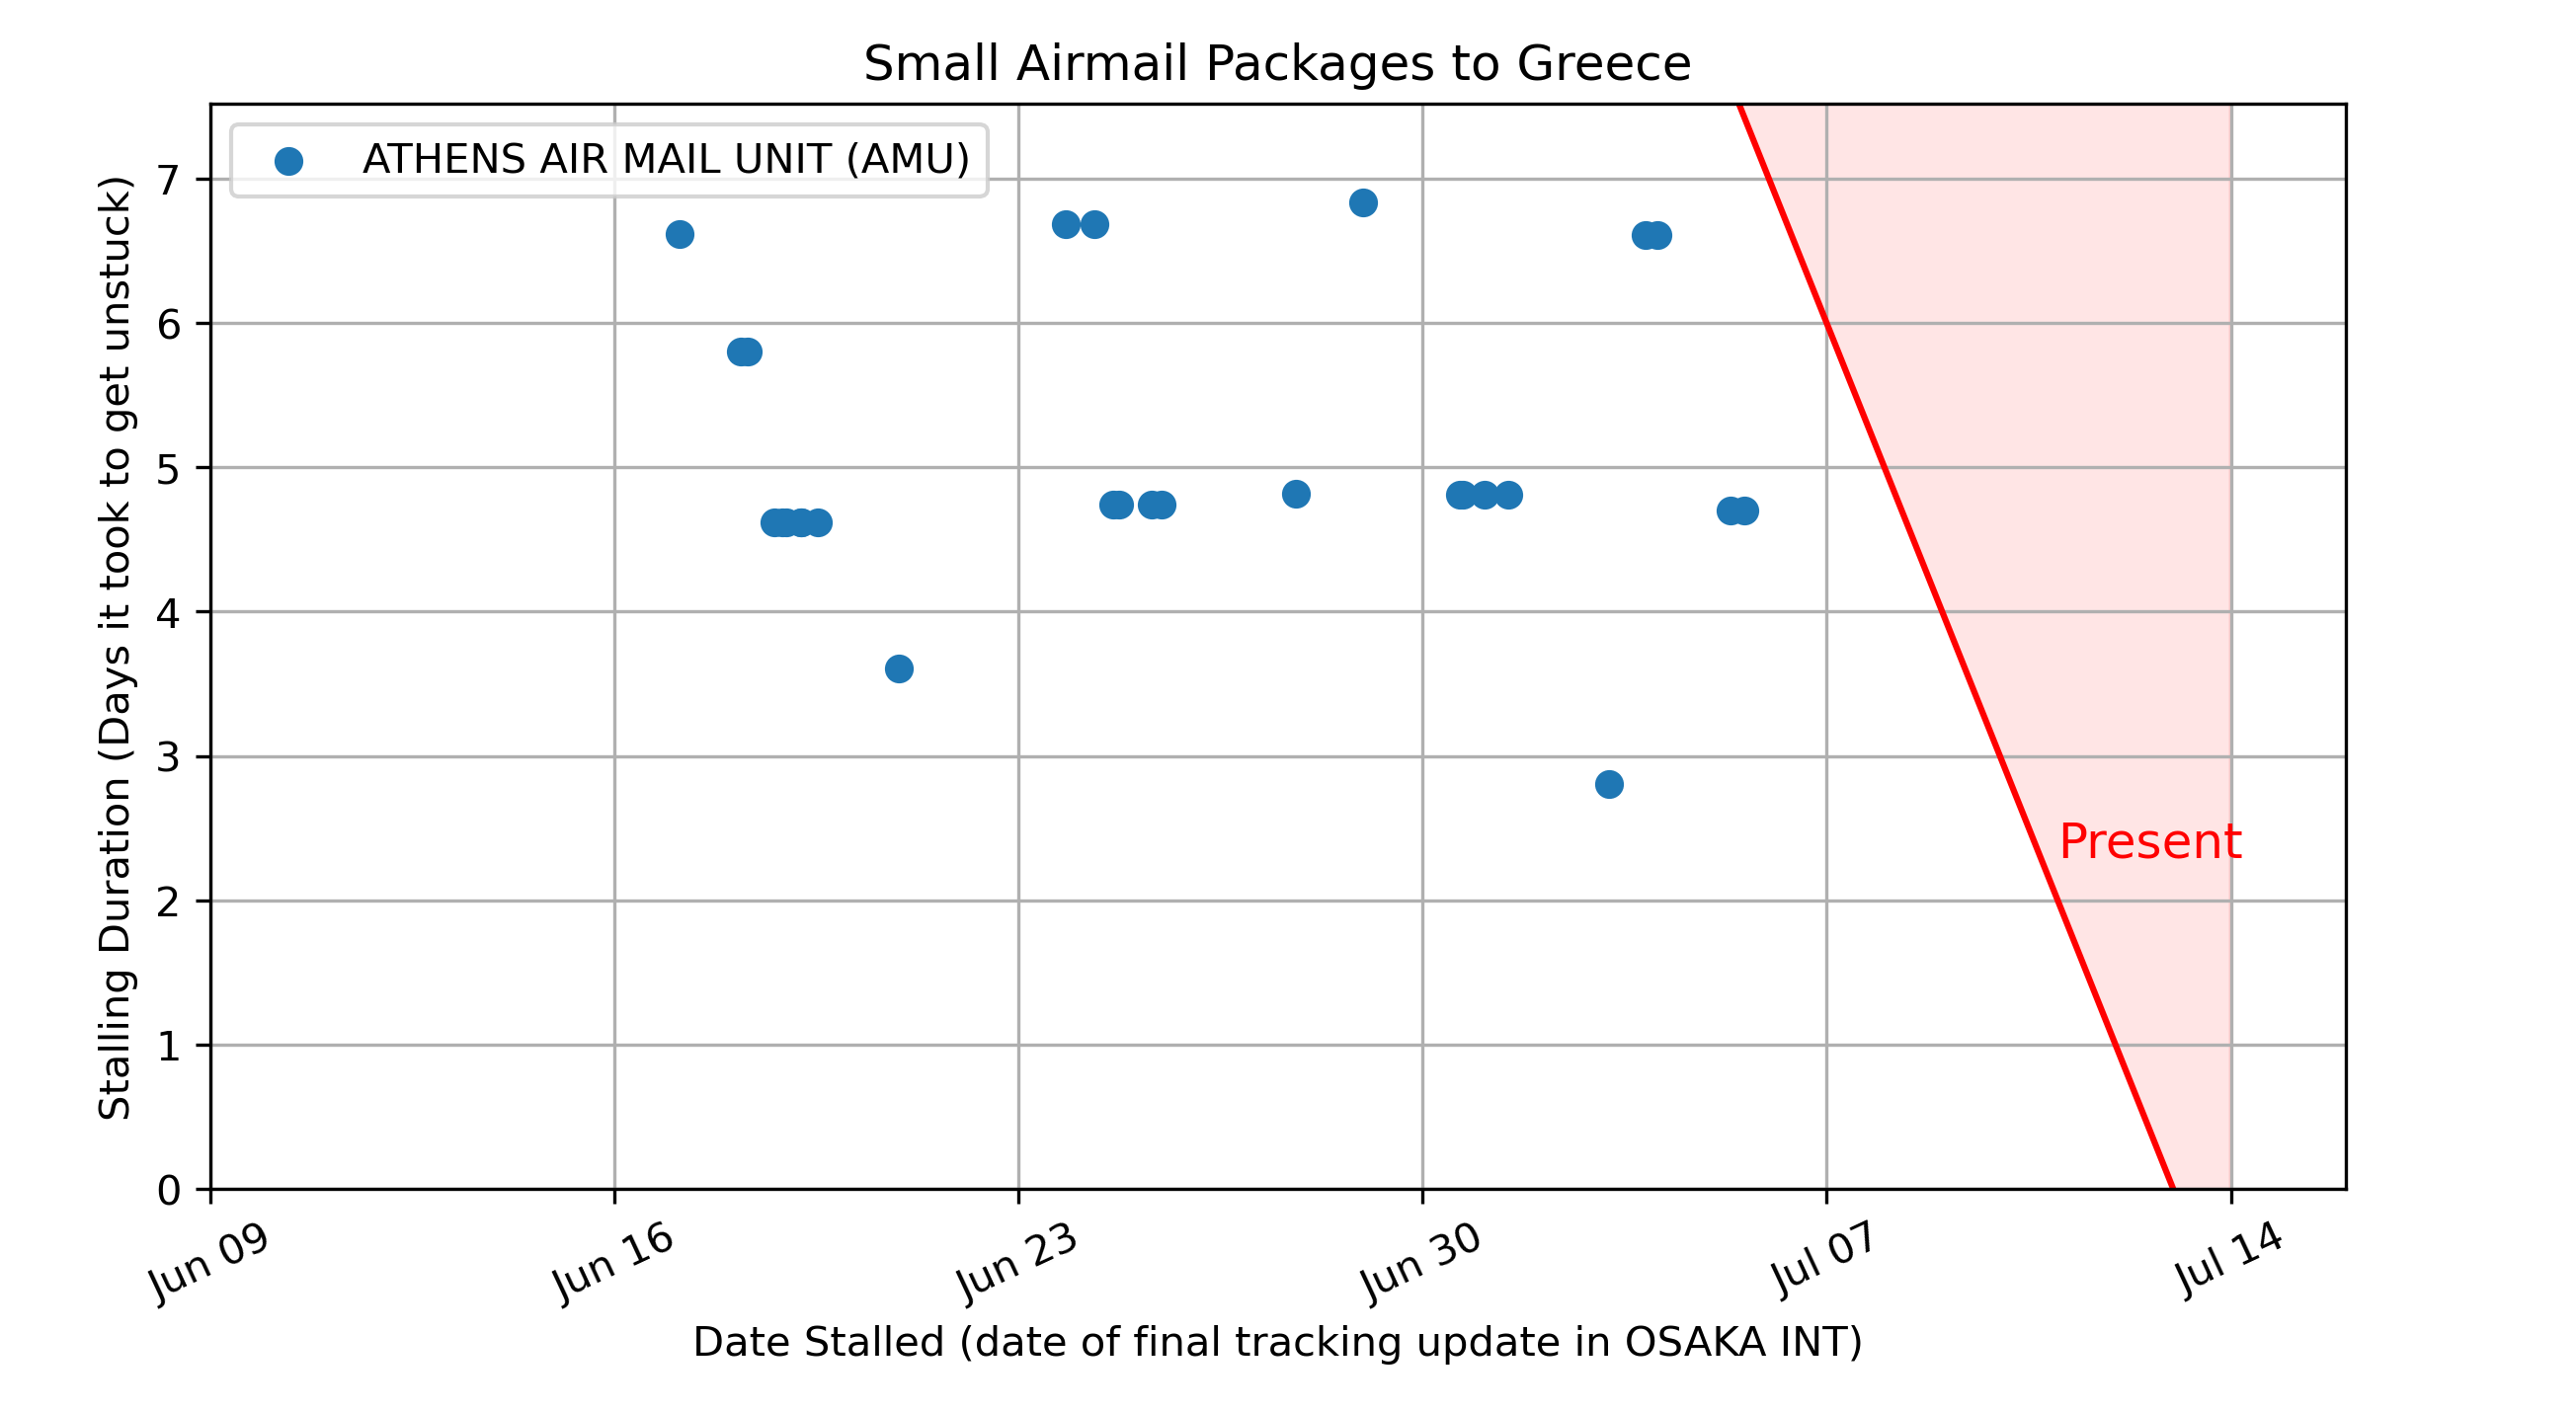 Small Airmail Packages to Greece
ATHENS AIR MAIL UNIT (AMU)
Stalling Duration (Days it took to get unstuck)
7
6
5
4
3
2
1
0
Present
Jun 09
Jun 16
Jun 23
Jun 30
Jul 07
Jul 14
Date Stalled (date of final tracking update in OSAKA INT)